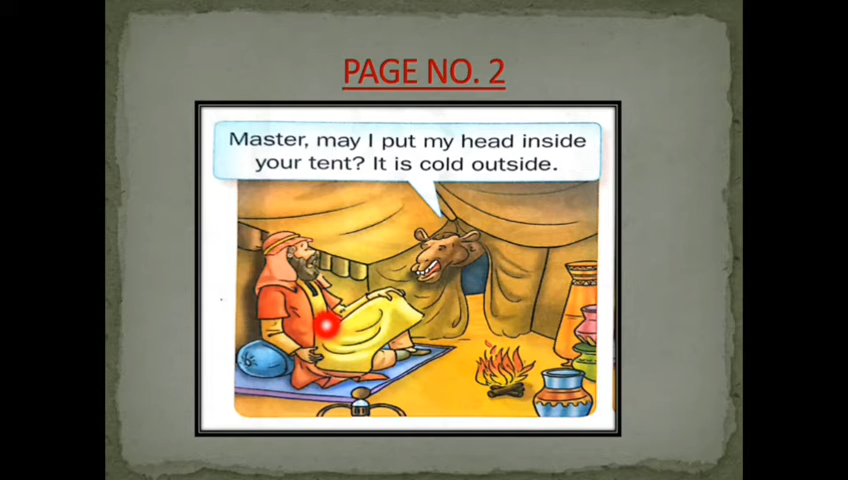 PAGE NO. 2
Master, may I put my head inside
your tent? It is cold outside.